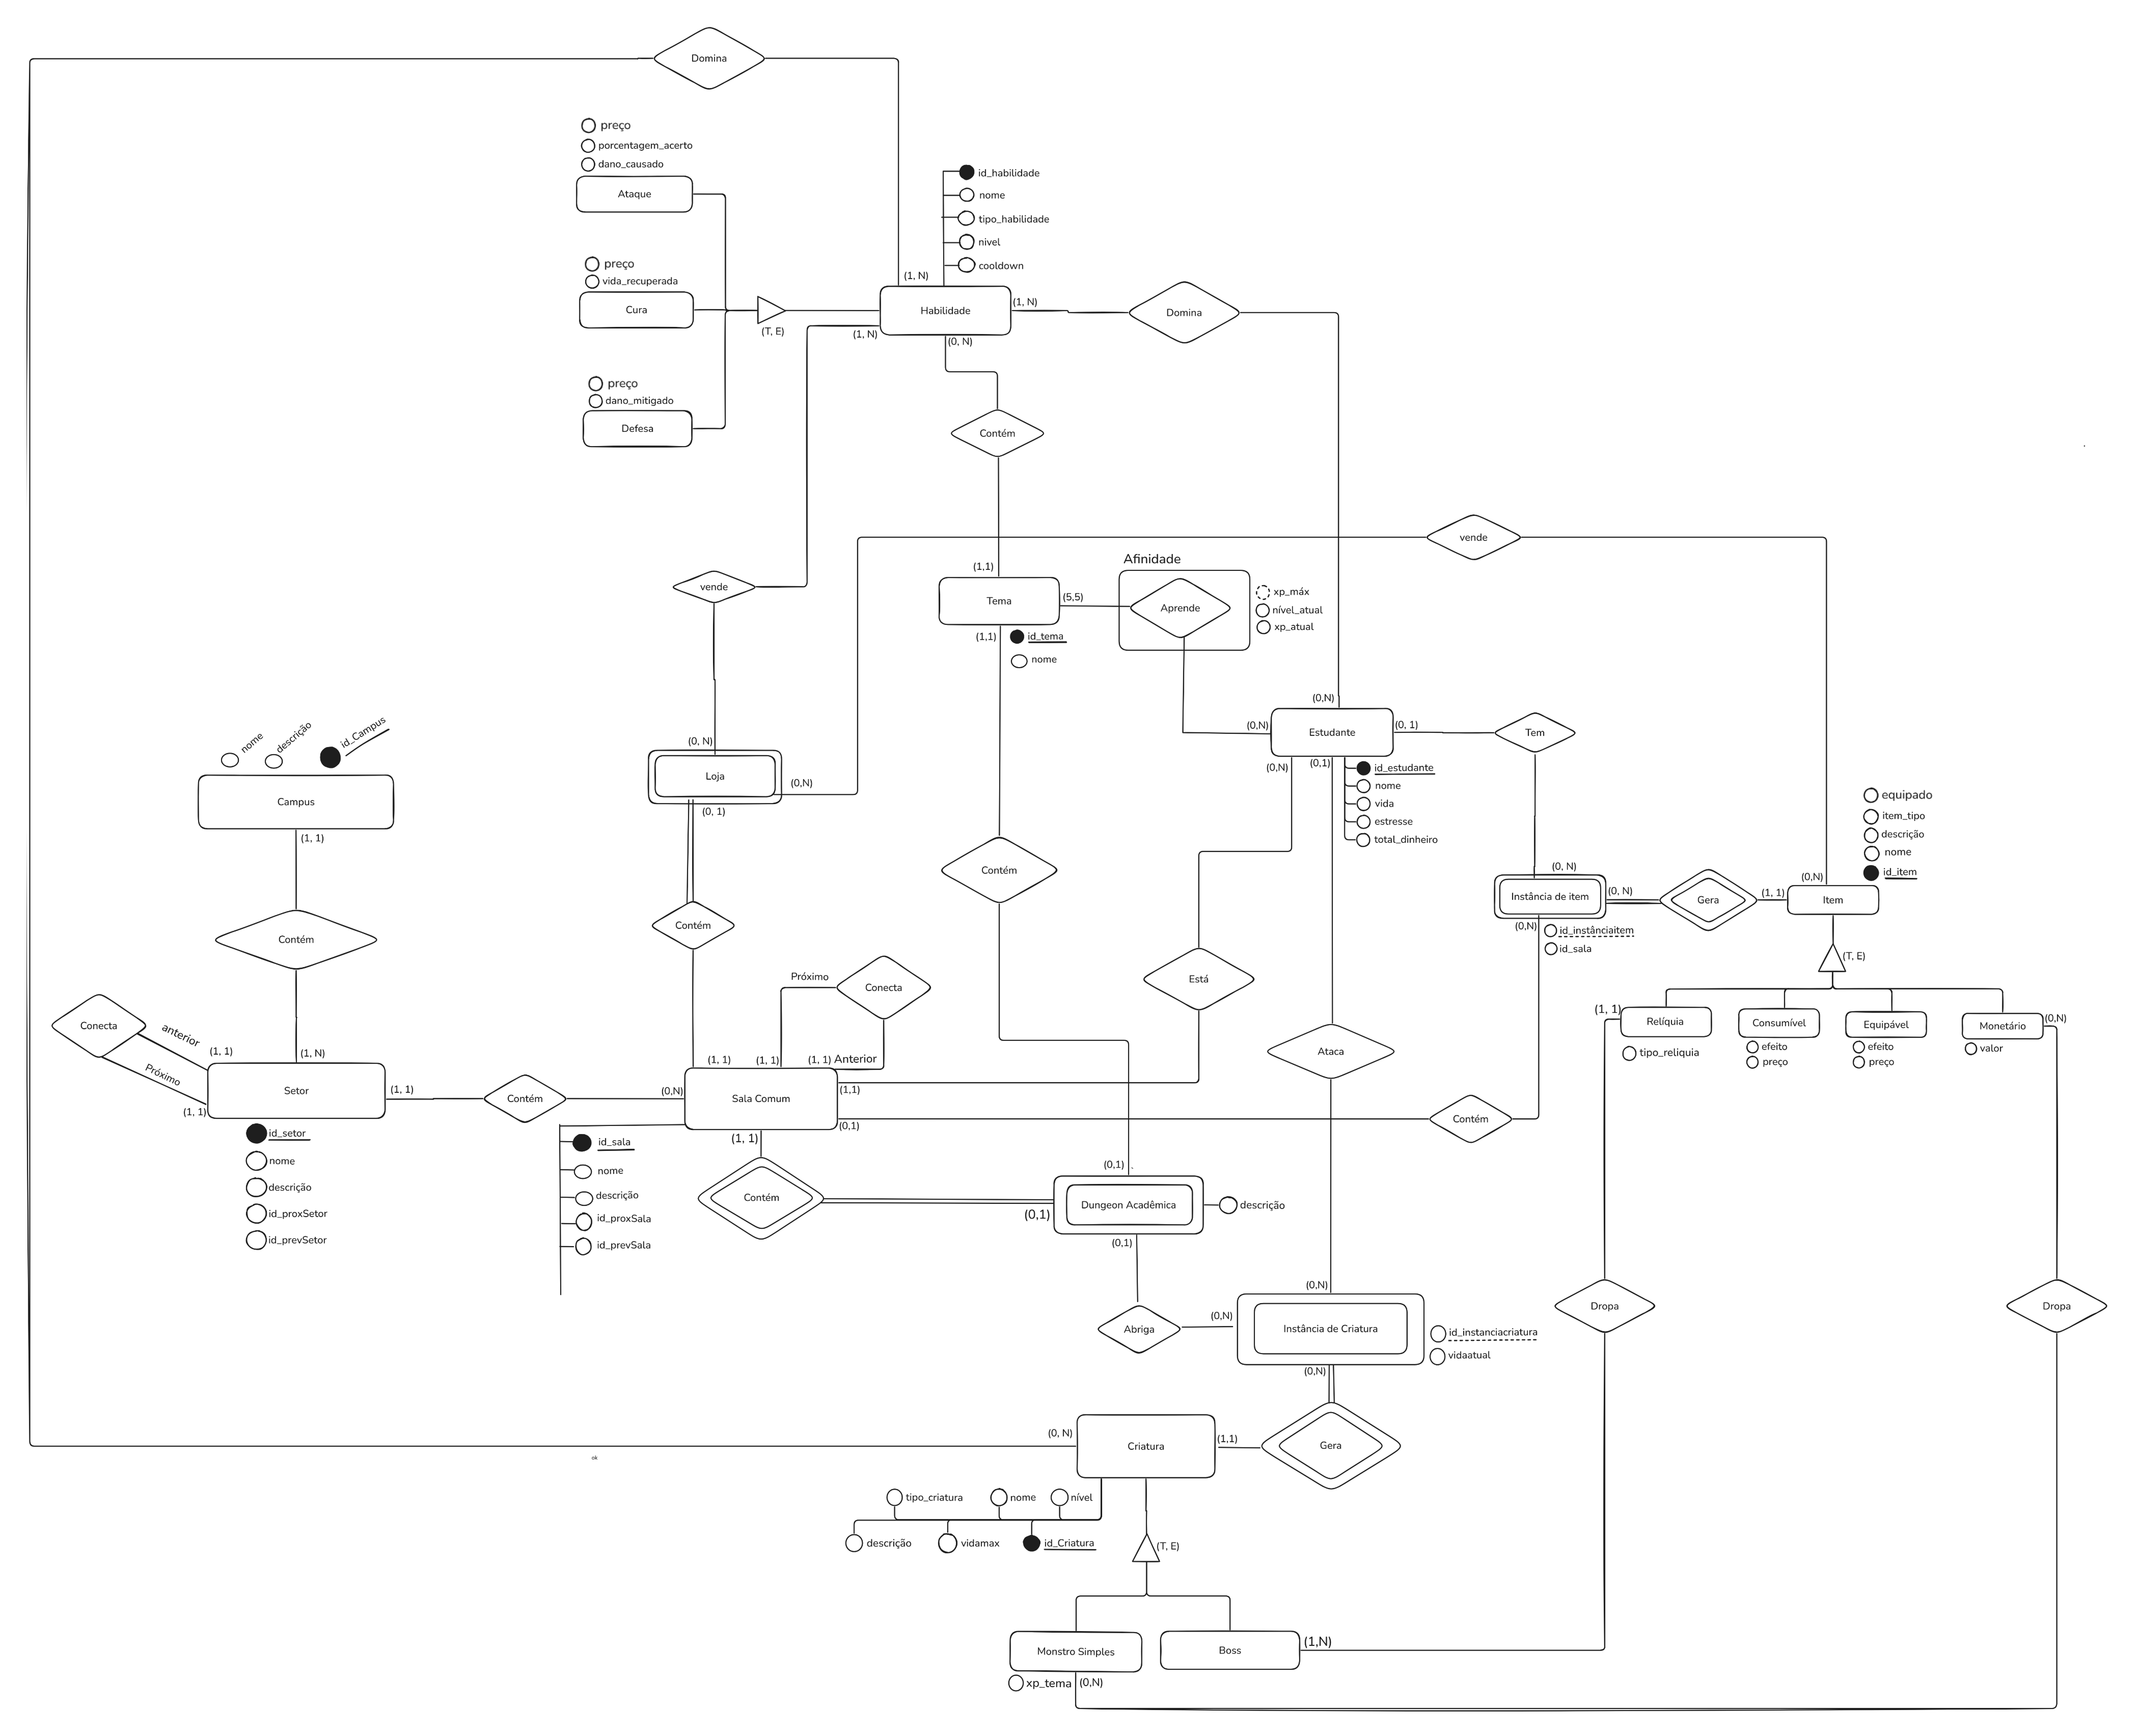 Domina
preço
porcentagem_acerto
dano_causado
Ataque
preço
vida_recuperada
Cura
(T, E)
preço
dano_mitigado
Defesa
id_habilidade
nome
tipo_habilidade
nivel
cooldown
(1, N)
Habilidade
(1, N)
(1, N)
(0, N)
Domina
Contém
vende
vende
(1,1)
Tema
(5,5)
(1,1)
id_tema
nome
Afinidade
Aprende
xp_máx
nível_atual
xp_atual
(0,N)
(0,N)
Estudante
(0, 1)
(0,N)
(0,1)
id_estudante
nome
vida
estresse
total_dinheiro
Tem
nome
descrição
id_Campus
Campus
(1, 1)
(0, N)
Loja
(0,N)
(0, 1)
Contém
Contém
Contém
equipado
item_tipo
descrição
nome
id_item
(0, N)
Instância de item
(0, N)
(0,N)
id_instânciaitem
id_sala
Gera
(1, 1)
(0,N)
Item
(T, E)
(1, 1)
Relíquia
tipo_reliquia
Consumível
efeito
preço
Equipável
efeito
preço
Monetário
(0,N)
valor
Conecta
anterior
Próximo
(1, 1)
(1, N)
(1, 1)
Setor
(1, 1)
id_setor
nome
descrição
id_proxSetor
id_prevSetor
Contém
Próximo
Conecta
Está
Ataca
(1, 1)
(1, 1)
(1, 1)
Anterior
(0,N)
Sala Comum
(1,1)
(0,1)
(1, 1)
id_sala
nome
descrição
id_proxSala
id_prevSala
Contém
Contém
(0,1)
Dungeon Acadêmica
(0,1)
(0,1)
descrição
Abriga
(0,N)
(0,N)
Instância de Criatura
(0,N)
id_instanciacriatura
vidaatual
Dropa
Dropa
(0, N)
Criatura
(1,1)
Gera
ok
tipo_criatura
nome
nível
descrição
vidamax
id_Criatura
(T, E)
Monstro Simples
xp_tema
(0,N)
Boss
(1,N)